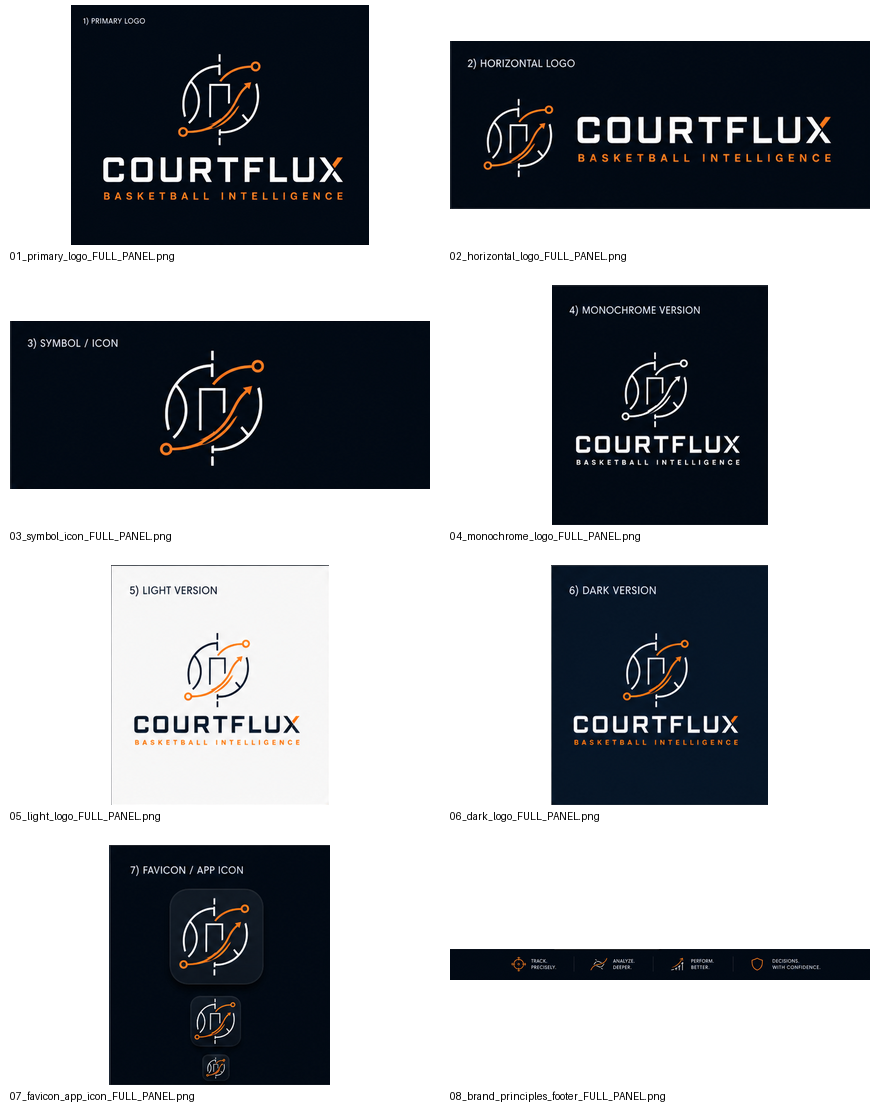 1) PRIMARY LOGO
COURTFLUX
BASKETBALL INTELLIGENCE
01_primary_logo_FULL_PANEL.png
2) HORIZONTAL LOGO
COURTFLUX
BASKETBALL INTELLIGENCE
02_horizontal_logo_FULL_PANEL.png
3) SYMBOL / ICON
03_symbol_icon_FULL_PANEL.png
4) MONOCHROME VERSION
COURTFLUX
BASKETBALL INTELLIGENCE
04_monochrome_logo_FULL_PANEL.png
5) LIGHT VERSION
COURTFLUX
BASKETBALL INTELLIGENCE
05_light_logo_FULL_PANEL.png
6) DARK VERSION
COURTFLUX
BASKETBALL INTELLIGENCE
06_dark_logo_FULL_PANEL.png
7) FAVICON / APP ICON
07_favicon_app_icon_FULL_PANEL.png
TRACK.
PRECISELY.
ANALYZE.
DEEPER.
PERFORM.
BETTER.
DECISIONS.
WITH CONFIDENCE.
08_brand_principles_footer_FULL_PANEL.png